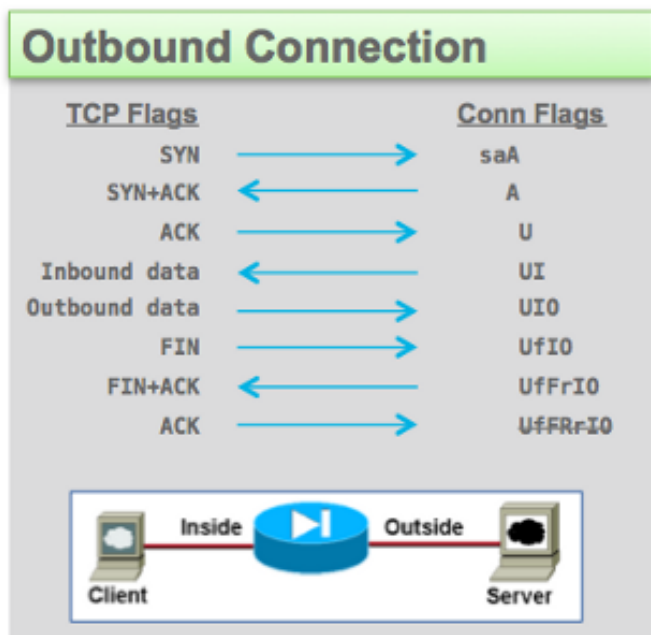 Outbound Connection
TCP Flags Conn Flags
SYN saA
SYN+ACK A
ACK U
Inbound data UI
Outbound data UIO
FIN UfIO
FIN+ACK UfFrIO
ACK UfFRrIO
Inside Outside
Client Server